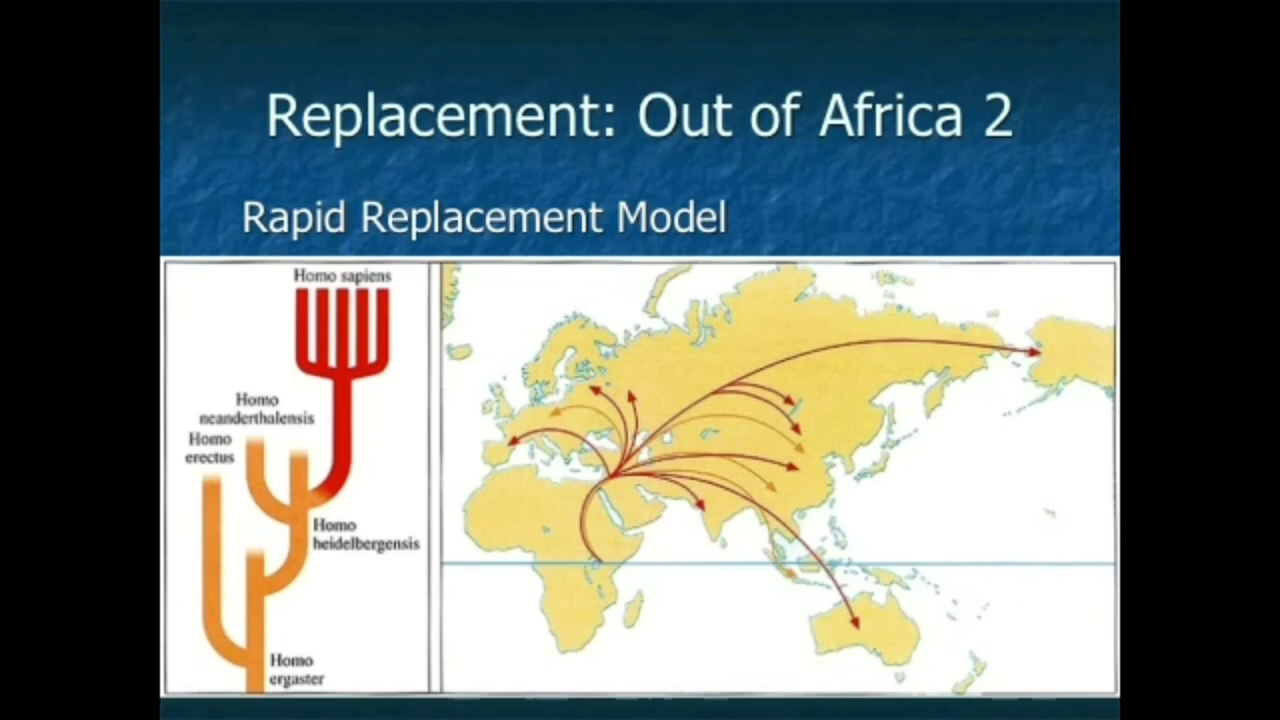 Replacement: Out of Africa 2
Rapid Replacement Model
Homo sapiens
Homo
neanderthalensis
Homo
erectus
Homo
heidelbergensis
Homo
ergaster